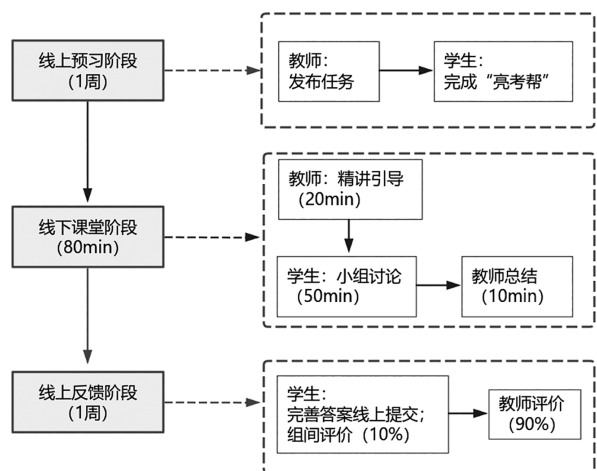 线上预习阶段
(1周)
教师：
发布任务
学生：
完成“亮考帮”
线下课堂阶段
(80min)
教师：精讲引导
(20min)
学生：小组讨论
(50min)
教师总结
(10min)
线上反馈阶段
(1周)
学生：
完善答案线上提交；
组间评价（10%）
教师评价
(90%)